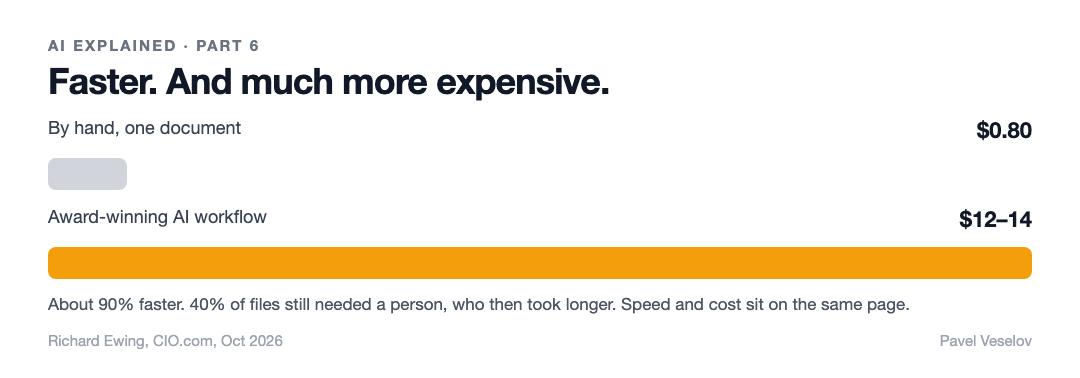 AI EXPLAINED · PART 6
Faster. And much more expensive.
By hand, one document
$0.80
Award-winning AI workflow
$12–14
About 90% faster. 40% of files still needed a person, who then took longer. Speed and cost sit on the same page.
Richard Ewing, CIO.com, Oct 2026
Pavel Veselov